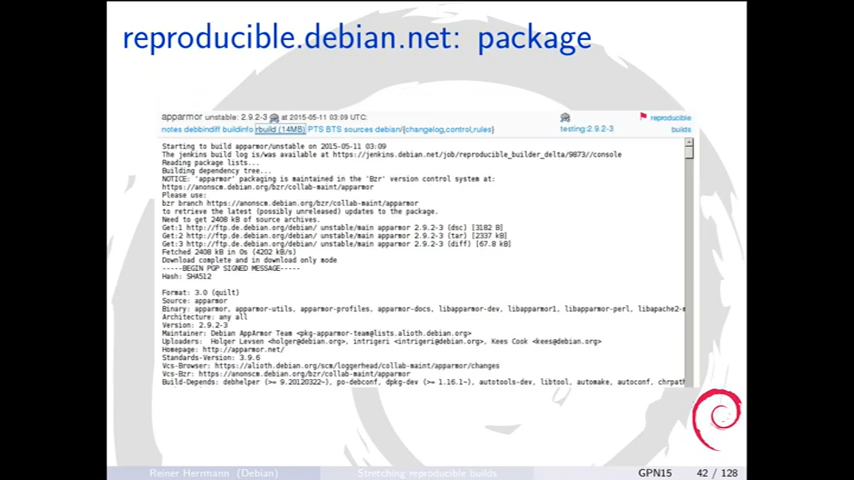 reproducible.debian.net: package
apparmor unstable: 2.9.2-3 at 2015-05-11 03:09 UTC:
notes debbindiff buildinfo rbuild (14MB) PTS BTS sources debian/{changelog,control,rules}
testing:2.9.2-3
reproducible
builds
Starting to build apparmor/unstable on 2015-05-11 03:09
The jenkins build log is/was available at https://jenkins.debian.net/job/reproducible_builder_delta/9873//console
Reading package lists...
Building dependency tree...
NOTICE: 'apparmor' packaging is maintained in the 'Bzr' version control system at:
https://anonscm.debian.org/bzr/collab-maint/apparmor
Please use:
bzr branch https://anonscm.debian.org/bzr/collab-maint/apparmor
to retrieve the latest (possibly unreleased) updates to the package.
Need to get 2408 kB of source archives.
Get:1 http://ftp.de.debian.org/debian/ unstable/main apparmor 2.9.2-3 (dsc) [3182 B]
Get:2 http://ftp.de.debian.org/debian/ unstable/main apparmor 2.9.2-3 (tar) [2337 kB]
Get:3 http://ftp.de.debian.org/debian/ unstable/main apparmor 2.9.2-3 (diff) [67.8 kB]
Fetched 2408 kB in 0s (4202 kB/s)
Download complete and in download only mode
-----BEGIN PGP SIGNED MESSAGE-----
Hash: SHA512
Format: 3.0 (quilt)
Source: apparmor
Binary: apparmor, apparmor-utils, apparmor-profiles, apparmor-docs, libapparmor-dev, libapparmor1, libapparmor-perl, libapache2-m
Architecture: any all
Version: 2.9.2-3
Maintainer: Debian AppArmor Team <pkg-apparmor-team@lists.alioth.debian.org>
Uploaders: Holger Levsen <holger@debian.org>, intrigeri <intrigeri@debian.org>, Kees Cook <kees@debian.org>
Homepage: http://apparmor.net/
Standards-Version: 3.9.6
Vcs-Browser: https://alioth.debian.org/scm/loggerhead/collab-maint/apparmor/changes
Vcs-Bzr: https://anonscm.debian.org/bzr/collab-maint/apparmor
Build-Depends: debhelper (>= 9.20120322~), po-debconf, dpkg-dev (>= 1.16.1~), autotools-dev, libtool, automake, autoconf, chrpath
Reiner Herrmann (Debian)
Stretching reproducible builds
GPN15
42 / 128